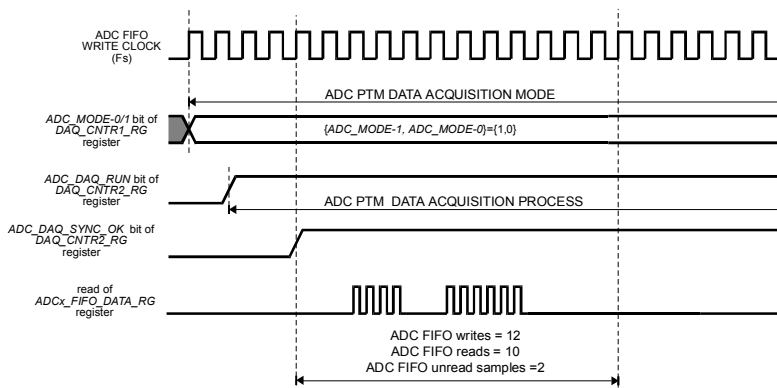 ADC FIFO
WRITE CLOCK
(Fs)
ADC PTM DATA ACQUISITION MODE
ADC_MODE-0/1 bit of
DAQ_CNTR1_RG
register
{ADC_MODE-1, ADC_MODE-0}={1,0}
ADC_DAQ_RUN bit of
DAQ_CNTR2_RG
register
ADC PTM DATA ACQUISITION PROCESS
ADC_DAQ_SYNC_OK bit of
DAQ_CNTR2_RG
register
read of
ADCx_FIFO_DATA_RG
register
ADC FIFO writes = 12
ADC FIFO reads = 10
ADC FIFO unread samples =2